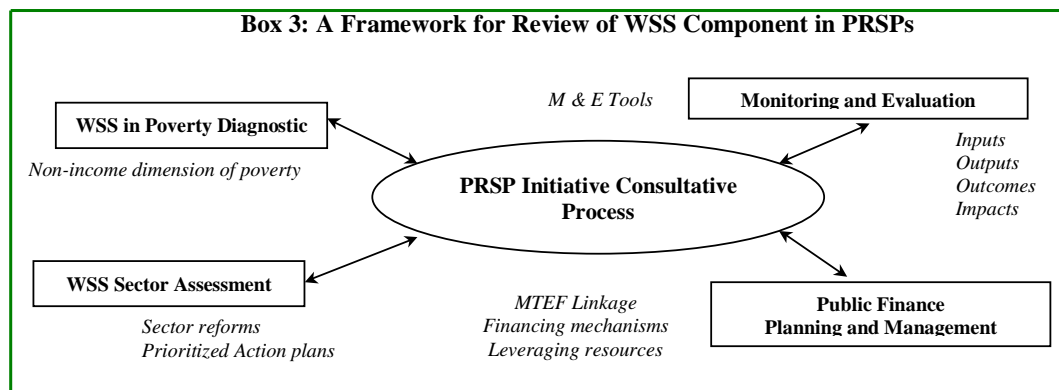 Box 3: A Framework for Review of WSS Component in PRSPs
M & E Tools
Monitoring and Evaluation
WSS in Poverty Diagnostic
Non-income dimension of poverty
Inputs
Outputs
Outcomes
Impacts
PRSP Initiative Consultative
Process
WSS Sector Assessment
Sector reforms
Prioritized Action plans
MTEF Linkage
Financing mechanisms
Leveraging resources
Public Finance
Planning and Management